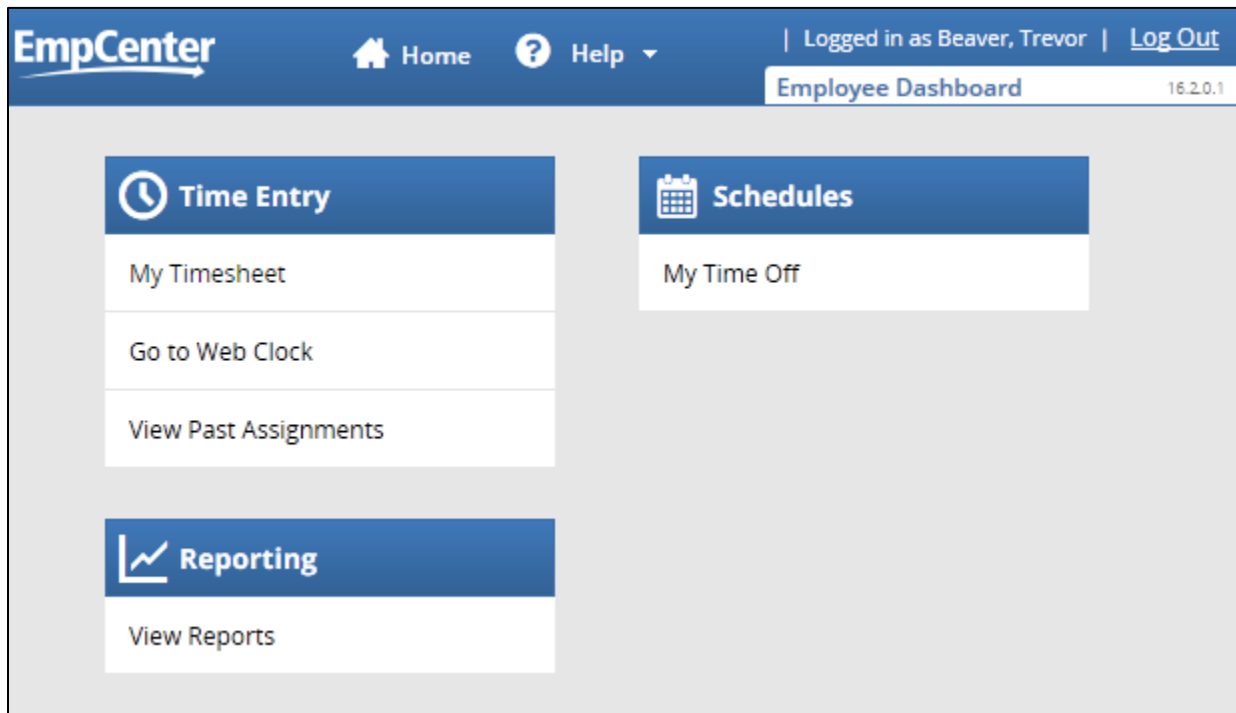 EmpCenter
Home
Help
| Logged in as Beaver, Trevor | Log Out
Employee Dashboard 16.2.0.1
Time Entry
My Timesheet
Go to Web Clock
View Past Assignments
Schedules
My Time Off
Reporting
View Reports